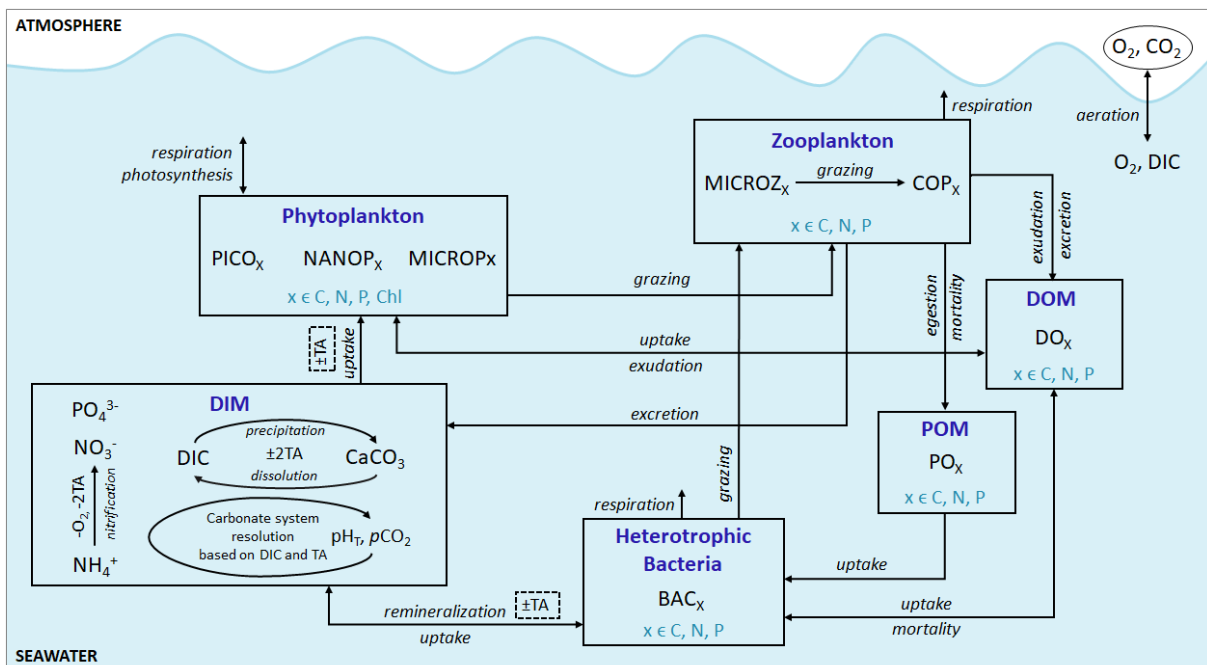 ATMOSPHERE
O₂, CO₂
aeration
O₂, DIC
respiration
photosynthesis
Phytoplankton
PICOₓ NANOPₓ MICROPx
x ϵ C, N, P, Chl
respiration
Zooplankton
MICROZₓ grazing COPₓ
x ϵ C, N, P
exudation
excretion
grazing
egestion
mortality
DOM
DOₓ
x ϵ C, N, P
±TA
uptake
uptake
exudation
DIM
PO₄³⁻
NO₃⁻
-O₂, -2TA
nitrification
NH₄⁺
precipitation
DIC ±2TA CaCO₃
dissolution
Carbonate system
resolution
based on DIC and TA
pH_T, pCO₂
excretion
grazing
POM
POₓ
x ϵ C, N, P
respiration
Heterotrophic
Bacteria
BACₓ
x ϵ C, N, P
uptake
remineralization ±TA
uptake
uptake
mortality
SEAWATER